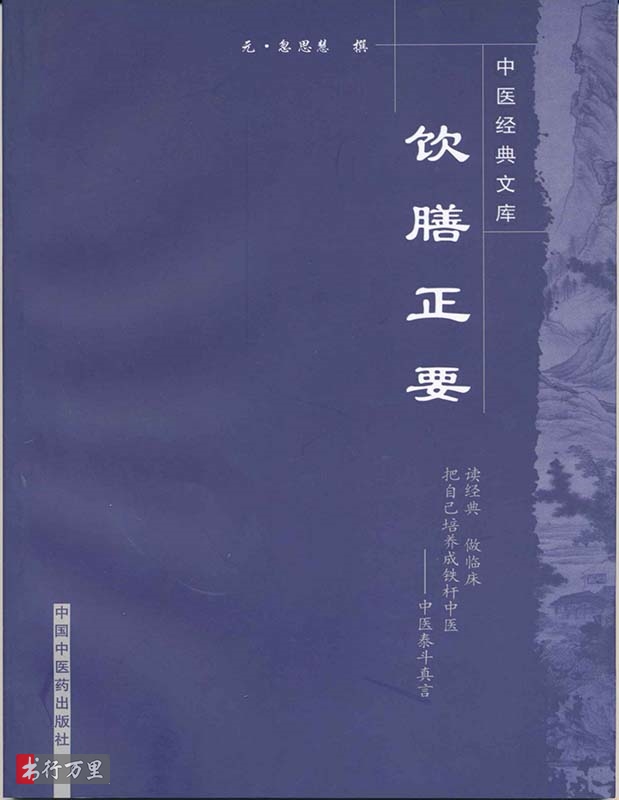 元·忽思慧 撰
中医经典文库
饮膳正要
读经典 做临床
把自己培养成铁杆中医
——中医泰斗真言
中国中医药出版社
书行万里